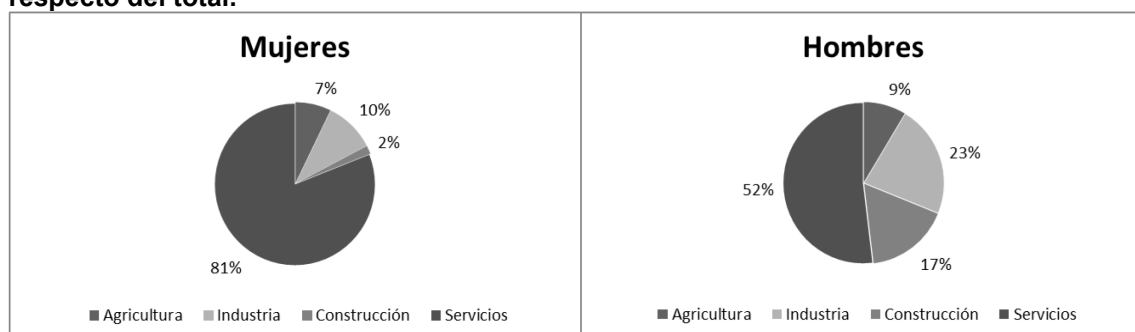 respecto del total.
Mujeres
7%
10%
2%
81%
Agricultura Industria Construcción Servicios
Hombres
9%
23%
52%
17%
Agricultura Industria Construcción Servicios